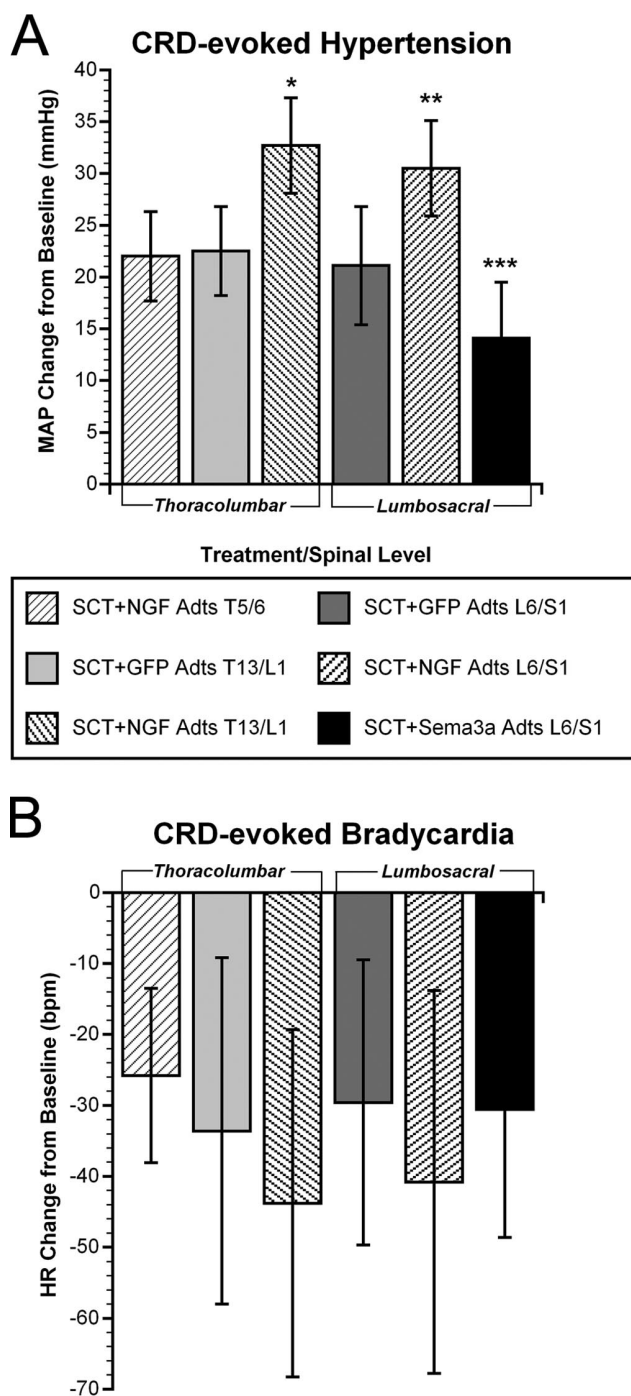 A
CRD-evoked Hypertension
MAP Change from Baseline (mmHg)
40
35
30
25
20
15
10
5
0
*
**
***
Thoracolumbar
Lumbosacral
Treatment/Spinal Level
SCT+NGF Adts T5/6
SCT+GFP Adts L6/S1
SCT+GFP Adts T13/L1
SCT+NGF Adts L6/S1
SCT+NGF Adts T13/L1
SCT+Sema3a Adts L6/S1
B
CRD-evoked Bradycardia
Thoracolumbar
Lumbosacral
HR Change from Baseline (bpm)
0
-10
-20
-30
-40
-50
-60
-70